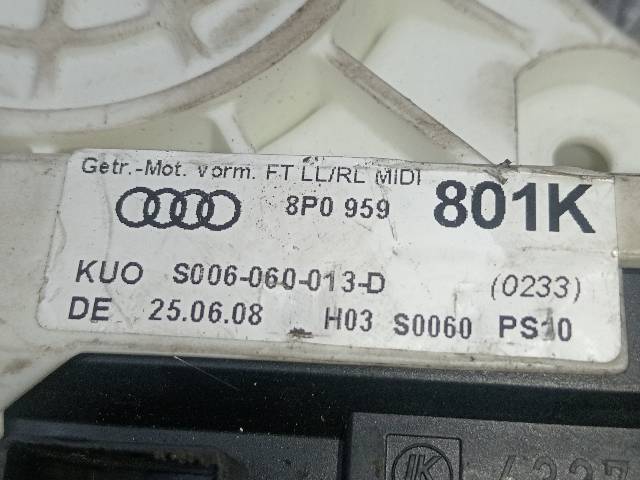 Getr.-Mot. vorm. FT LL/RL MIDI
8P0 959 801K
KUO S006-060-013-D (0233)
DE 25.06.08 H03 S0060 PS10